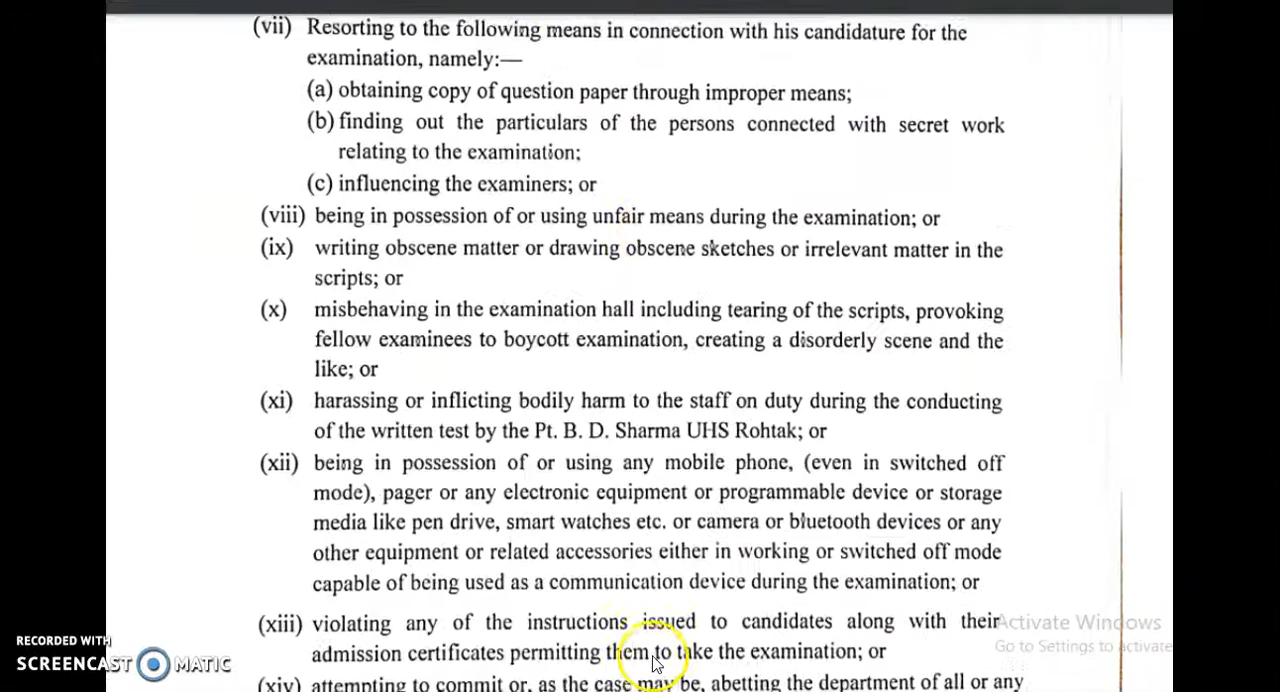 (vii) Resorting to the following means in connection with his candidature for the
examination, namely:—
(a) obtaining copy of question paper through improper means;
(b) finding out the particulars of the persons connected with secret work
relating to the examination;
(c) influencing the examiners; or
(viii) being in possession of or using unfair means during the examination; or
(ix) writing obscene matter or drawing obscene sketches or irrelevant matter in the
scripts; or
(x) misbehaving in the examination hall including tearing of the scripts, provoking
fellow examinees to boycott examination, creating a disorderly scene and the
like; or
(xi) harassing or inflicting bodily harm to the staff on duty during the conducting
of the written test by the Pt. B. D. Sharma UHS Rohtak; or
(xii) being in possession of or using any mobile phone, (even in switched off
mode), pager or any electronic equipment or programmable device or storage
media like pen drive, smart watches etc. or camera or bluetooth devices or any
other equipment or related accessories either in working or switched off mode
capable of being used as a communication device during the examination; or
(xiii) violating any of the instructions issued to candidates along with their
admission certificates permitting them to take the examination; or
(xiv) attempting to commit or, as the case may be, abetting the department of all or any
Activate Windows
Go to Settings to activate
RECORDED WITH
SCREENCAST MATIC